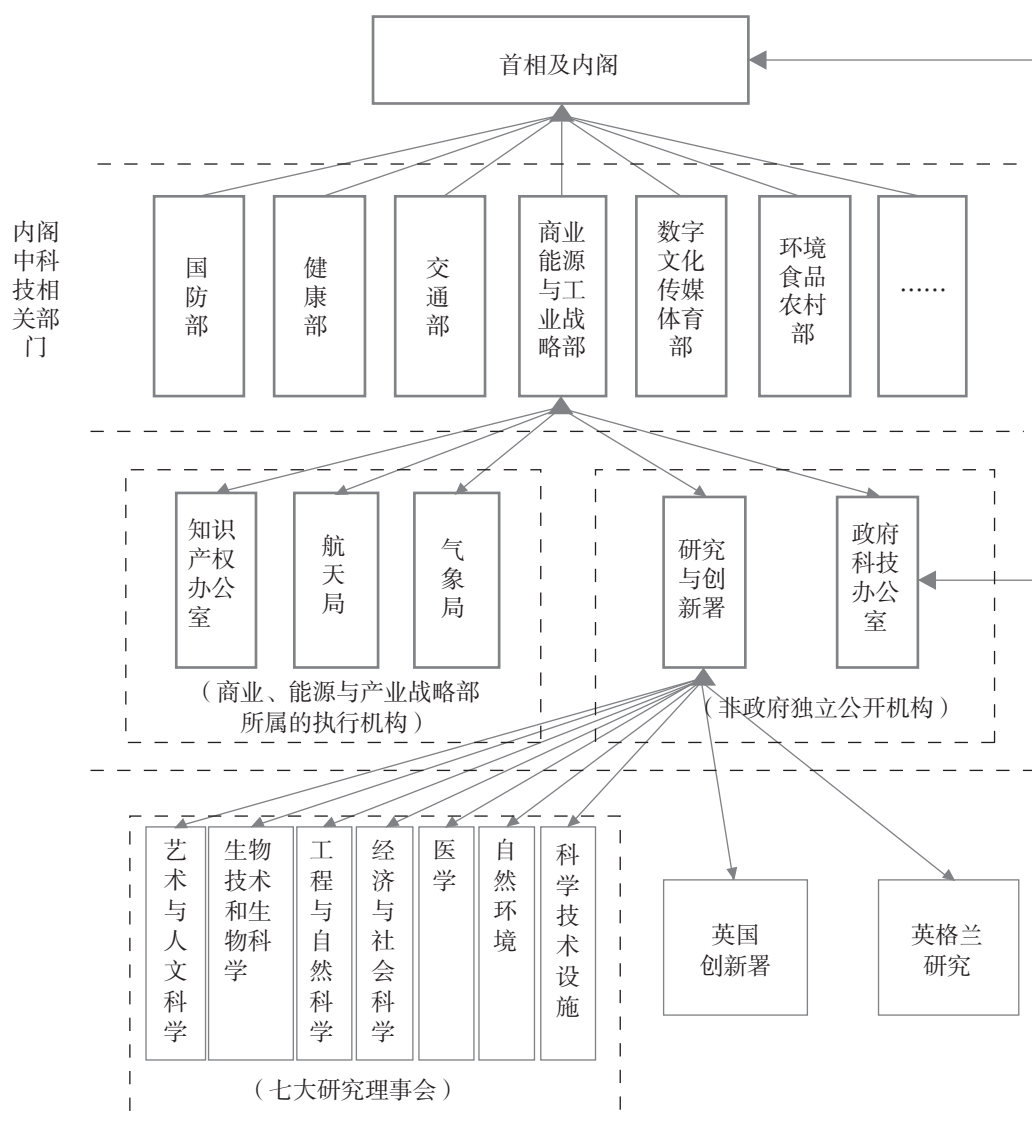 首相及内阁
内阁
中科
技相
关部
门
国
防
部
健
康
部
交
通
部
商业
能源
与工
业战
略部
数字
文化
传媒
体育
部
环境
食品
农村
部
……
知识
产权
办公
室
航
天
局
气
象
局
（商业、能源与产业战略部
所属的执行机构）
研究
与创
新署
政府
科技
办公
室
（非政府独立公开机构）
艺
术
与
人
文
科
学
生物
技术
和生
物科
学
工
程
与
自
然
科
学
经
济
与
社
会
科
学
医
学
自
然
环
境
科
学
技
术
设
施
（七大研究理事会）
英国
创新署
英格兰
研究